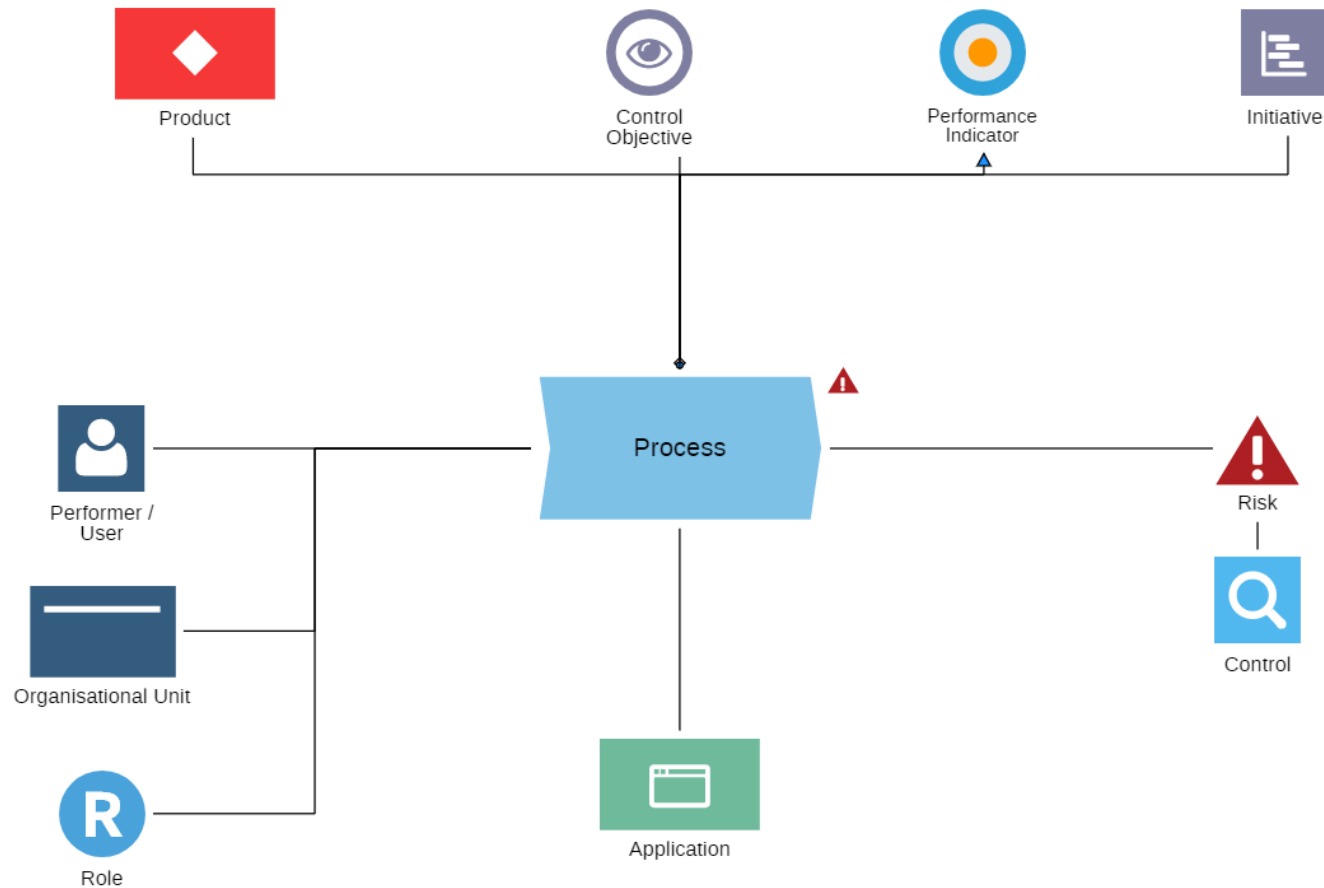 Product
Control
Objective
Performance
Indicator
Initiative
Process
Performer /
User
Risk
Organisational Unit
Control
R
Role
Application